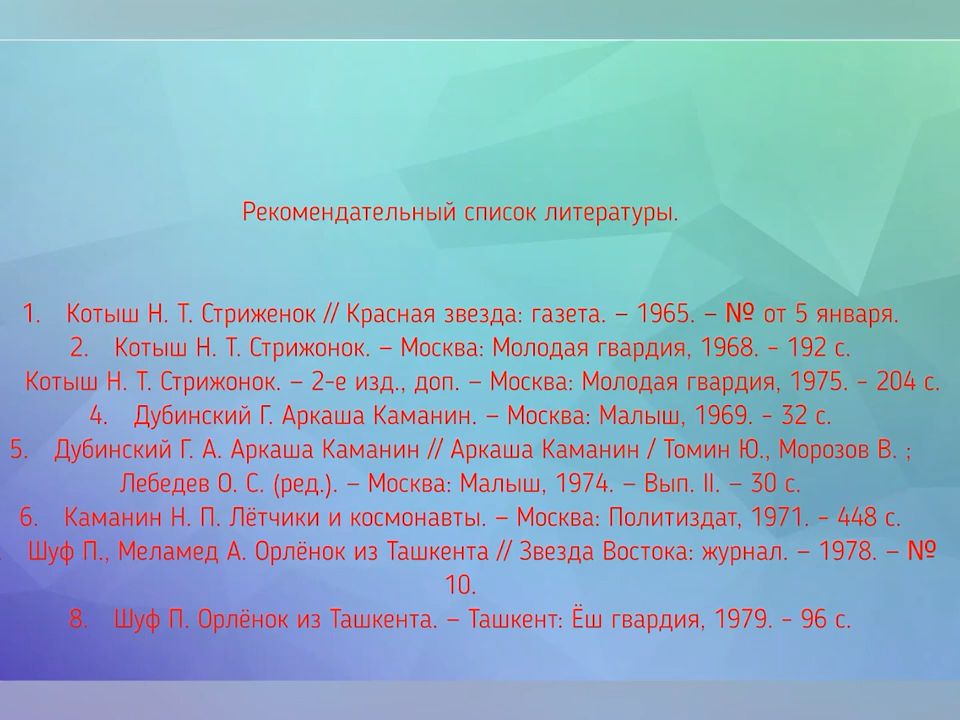 Рекомендательный список литературы.
1. Котыш Н. Т. Стриженок // Красная звезда: газета. – 1965. – № от 5 января.
2. Котыш Н. Т. Стрижонок. – Москва: Молодая гвардия, 1968. - 192 с.
Котыш Н. Т. Стрижонок. – 2-е изд., доп. – Москва: Молодая гвардия, 1975. - 204 с.
4. Дубинский Г. Аркаша Каманин. – Москва: Малыш, 1969. - 32 с.
5. Дубинский Г. А. Аркаша Каманин // Аркаша Каманин / Томин Ю., Морозов В. ;
Лебедев О. С. (ред.). – Москва: Малыш, 1974. – Вып. II. – 30 с.
6. Каманин Н. П. Лётчики и космонавты. – Москва: Политиздат, 1971. - 448 с.
Шуф П., Меламед А. Орлёнок из Ташкента // Звезда Востока: журнал. – 1978. – №
10.
8. Шуф П. Орлёнок из Ташкента. – Ташкент: Ёш гвардия, 1979. - 96 с.